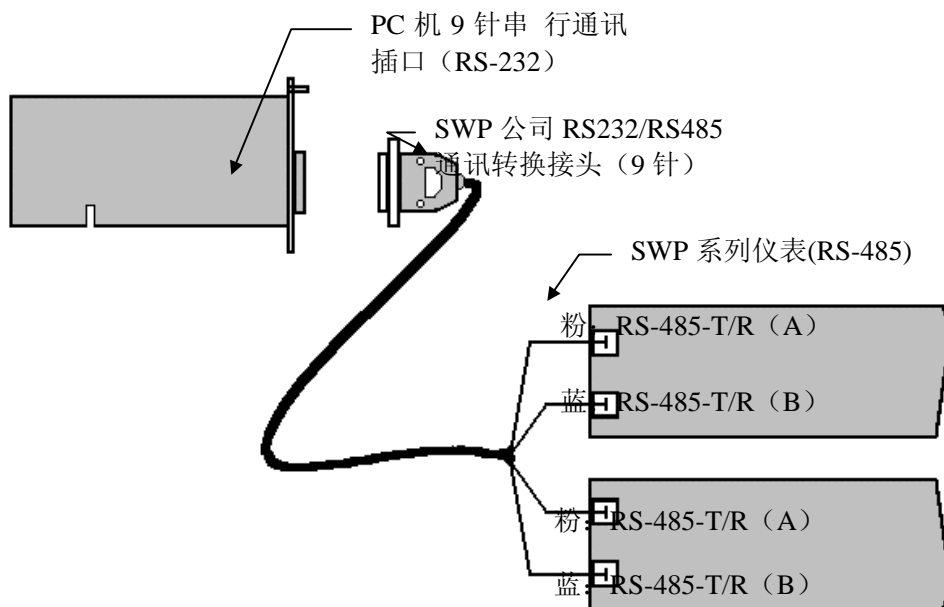 PC 机 9 针串 行通讯
插口（RS-232）
SWP 公司 RS232/RS485
通讯转换接头（9 针）
SWP 系列仪表(RS-485)
粉: RS-485-T/R（A）
蓝: RS-485-T/R（B）
粉: RS-485-T/R（A）
蓝: RS-485-T/R（B）